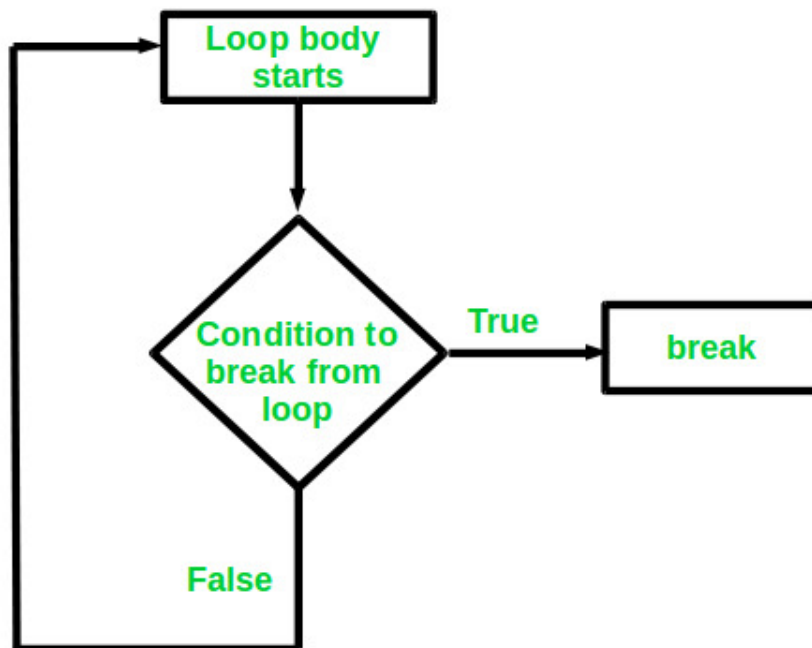 Loop body
starts
Condition to
break from
loop
True
break
False